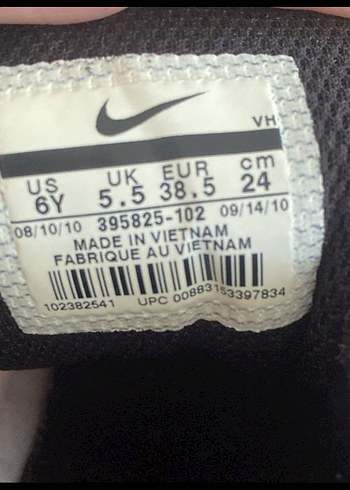 VH
US UK EUR cm
6Y 5.5 38.5 24
08/10/10 395825-102 09/14/10
MADE IN VIETNAM
FABRIQUE AU VIETNAM
102382541 UPC 00883153397834